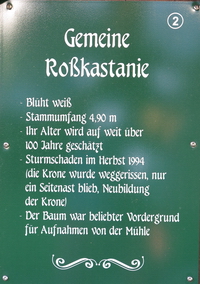 2
Gemeine
Roßkastanie
- Blüht weiß
- Stammumfang 4,90 m
- Ihr Alter wird auf weit über
100 Jahre geschätzt
- Sturmschaden im Herbst 1994
(die Krone wurde weggerissen, nur
ein Seitenast blieb, Neubildung
der Krone)
- Der Baum war beliebter Vordergrund
für Aufnahmen von der Mühle